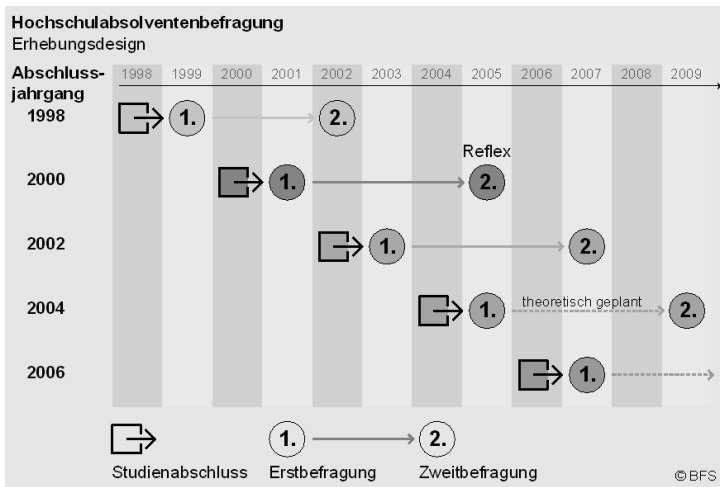 Hochschulabsolventenbefragung
Erhebungsdesign
Abschluss-
jahrgang
1998 1999 2000 2001 2002 2003 2004 2005 2006 2007 2008 2009
1998 1. 2.
Reflex
2000 1. 2.
2002 1. 2.
2004 1. theoretisch geplant 2.
2006 1.
1. 2.
Studienabschluss Erstbefragung Zweitbefragung
© BFS